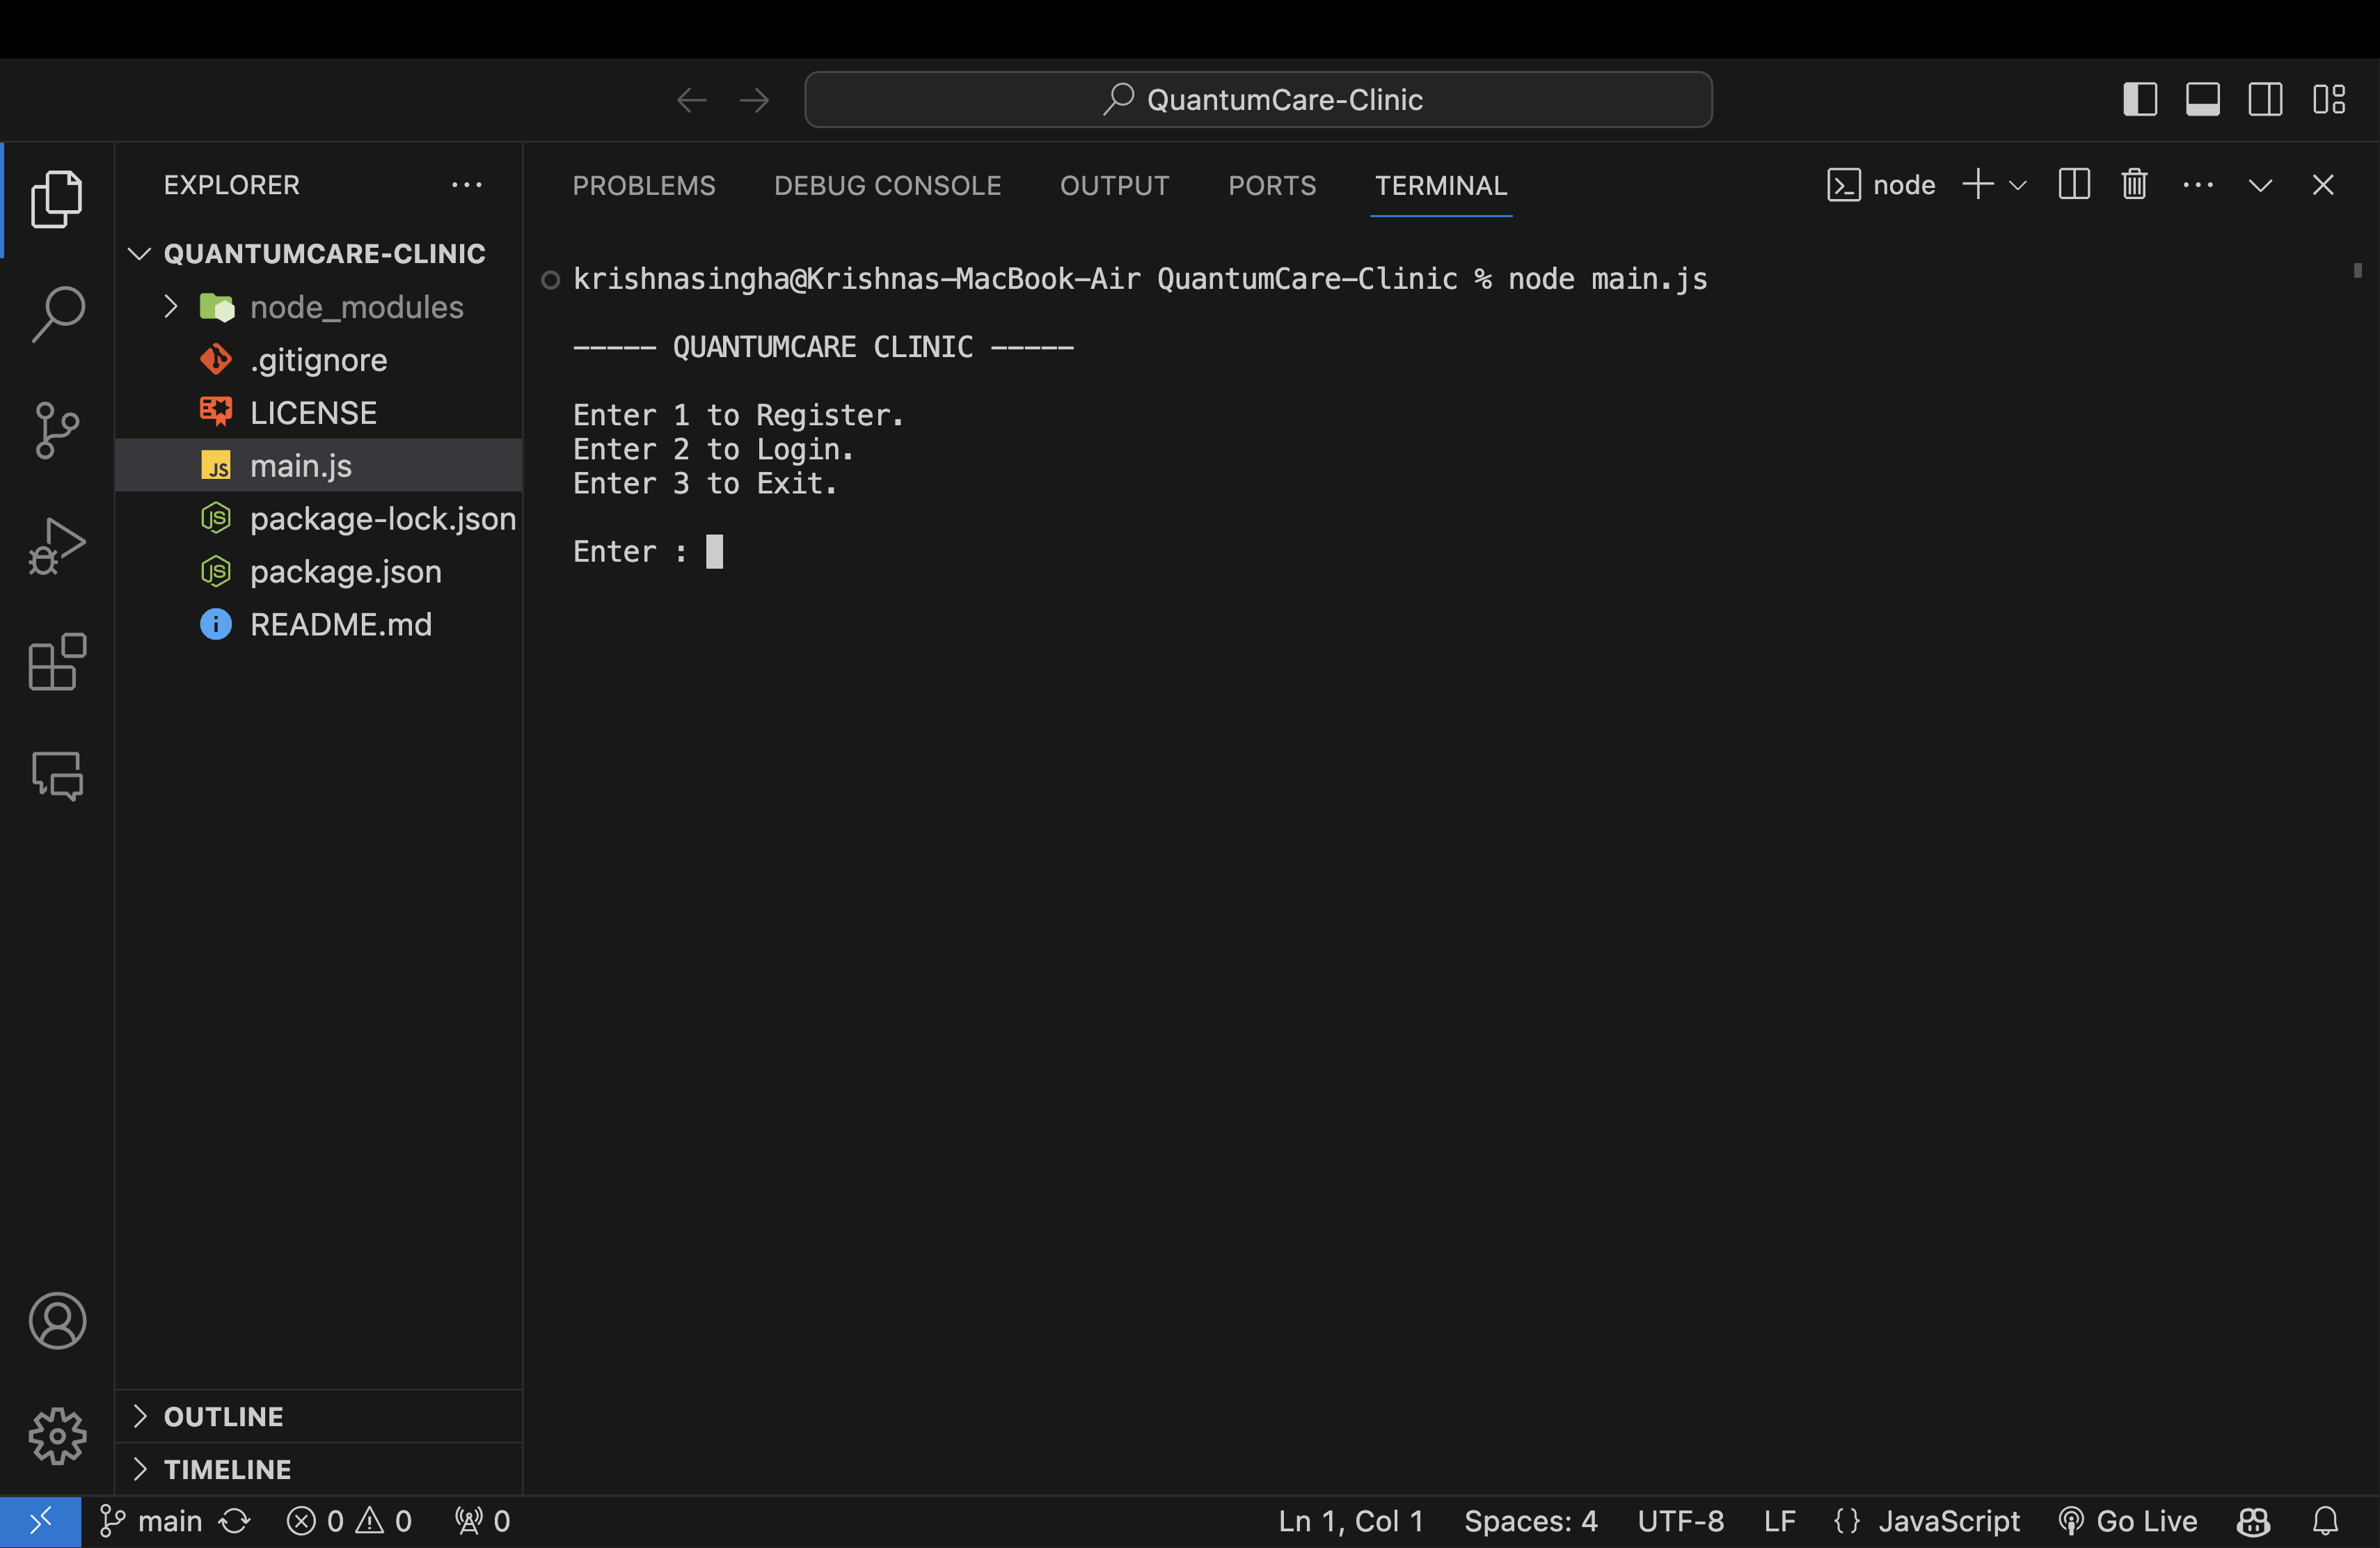 QuantumCare-Clinic
EXPLORER
QUANTUMCARE-CLINIC
node_modules
.gitignore
LICENSE
JS main.js
JS package-lock.json
JS package.json
README.md
OUTLINE
TIMELINE
PROBLEMS DEBUG CONSOLE OUTPUT PORTS TERMINAL node
krishnasingha@Krishnas-MacBook-Air QuantumCare-Clinic % node main.js
----- QUANTUMCARE CLINIC -----
Enter 1 to Register.
Enter 2 to Login.
Enter 3 to Exit.
Enter :
main 0 0 0 Ln 1, Col 1 Spaces: 4 UTF-8 LF {} JavaScript Go Live